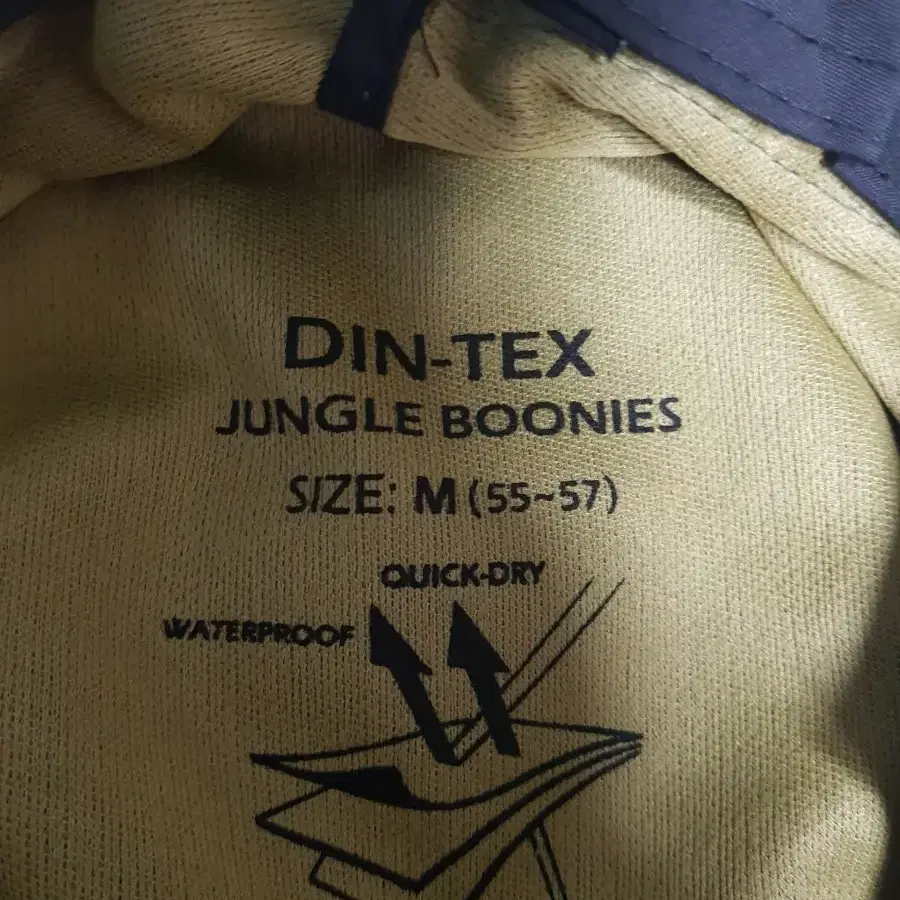 DIN-TEX
JUNGLE BOONIES
SIZE: M (55~57)
QUICK-DRY
WATERPROOF